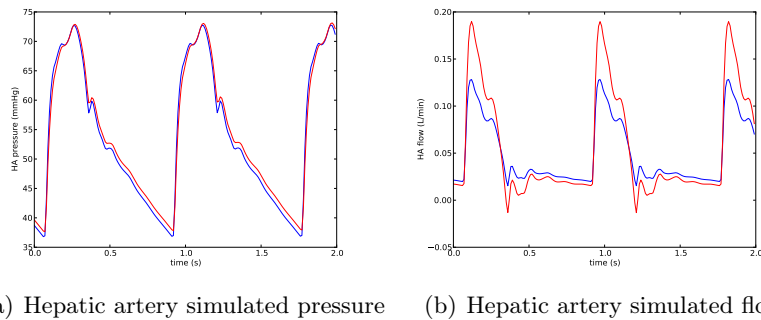 75
70
65
60
55
50
45
40
35
HA pressure (mmHg)
0.0 0.5 1.0 1.5 2.0
time (s)
0.20
0.15
0.10
0.05
0.00
−0.05
HA flow (L/min)
0.0 0.5 1.0 1.5 2.0
time (s)
) Hepatic artery simulated pressure
(b) Hepatic artery simulated